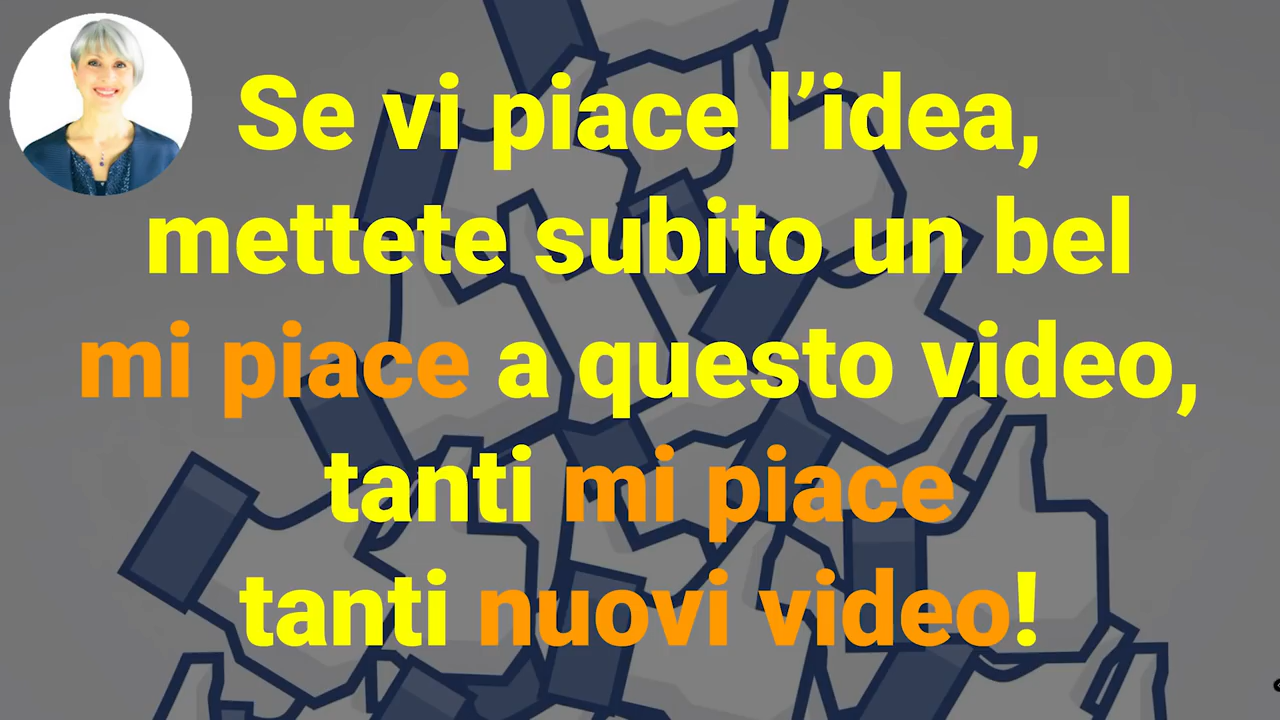 Se vi piace l’idea,
mettete subito un bel
mi piace a questo video,
tanti mi piace
tanti nuovi video!